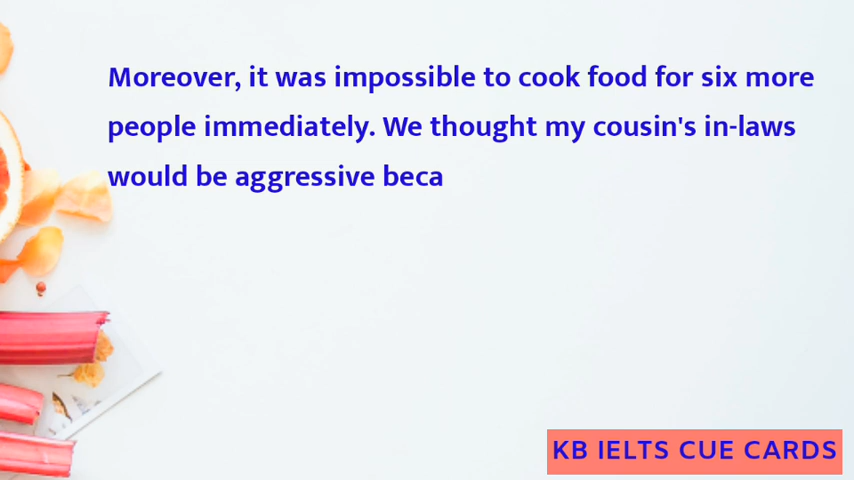 Moreover, it was impossible to cook food for six more
people immediately. We thought my cousin's in-laws
would be aggressive beca
KB IELTS CUE CARDS